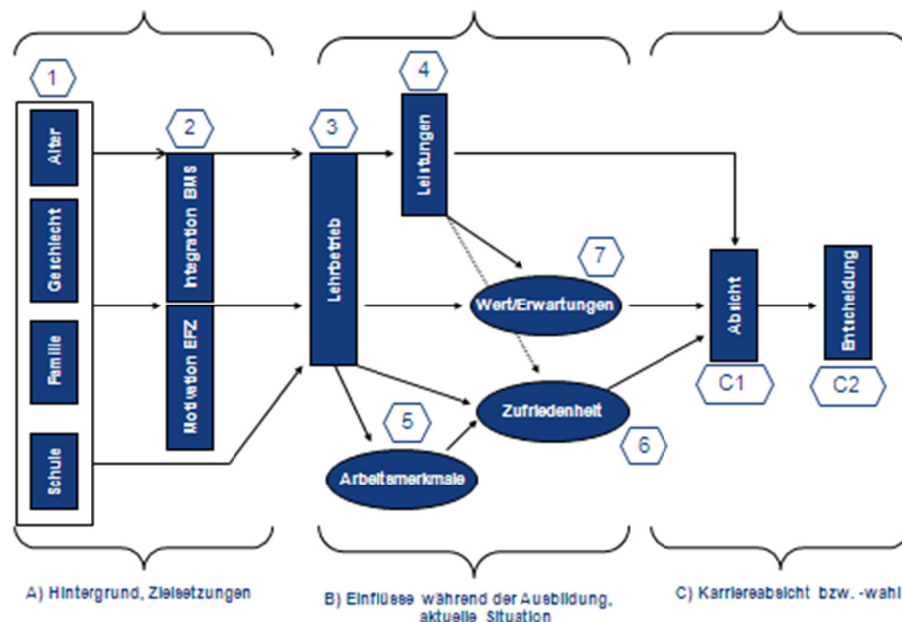 1
Alter
Geschlecht
Familie
Schule
2
Integration BMS
Motivation EFZ
3
Lehrbetrieb
4
Leistungen
7
Wert/Erwartungen
Zufriedenheit
6
5
Arbeitsmerkmale
Absicht
C1
Entscheidung
C2
A) Hintergrund, Zielsetzungen
B) Einflüsse während der Ausbildung,
aktuelle Situation
C) Karriereabsicht bzw. -wahl